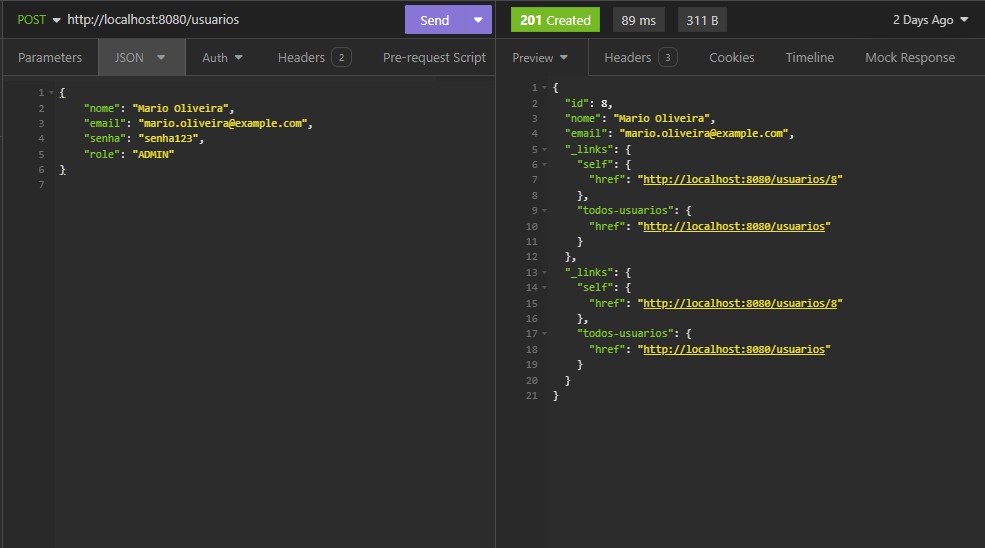 POST http://localhost:8080/usuarios Send
Parameters JSON Auth Headers 2 Pre-request Script
1 {
2 "nome": "Mario Oliveira",
3 "email": "mario.oliveira@example.com",
4 "senha": "senha123",
5 "role": "ADMIN"
6 }
7
201 Created 89 ms 311 B 2 Days Ago
Preview Headers 3 Cookies Timeline Mock Response
1 {
2 "id": 8,
3 "nome": "Mario Oliveira",
4 "email": "mario.oliveira@example.com",
5 "_links": {
6 "self": {
7 "href": "http://localhost:8080/usuarios/8"
8 },
9 "todos-usuarios": {
10 "href": "http://localhost:8080/usuarios"
11 }
12 },
13 "_links": {
14 "self": {
15 "href": "http://localhost:8080/usuarios/8"
16 },
17 "todos-usuarios": {
18 "href": "http://localhost:8080/usuarios"
19 }
20 }
21 }